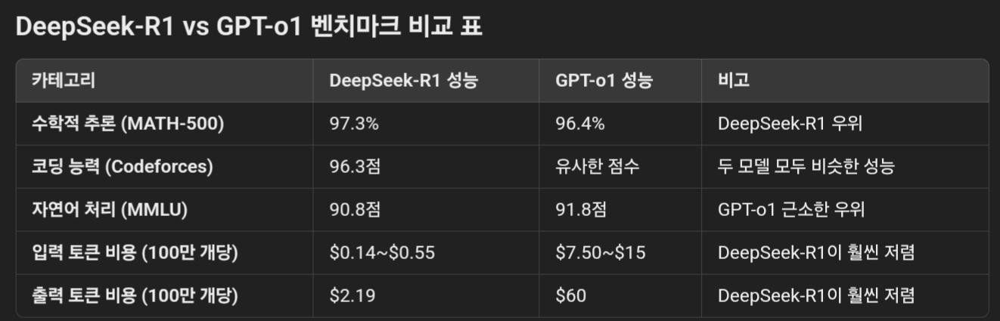 DeepSeek-R1 vs GPT-o1 벤치마크 비교 표
카테고리 DeepSeek-R1 성능 GPT-o1 성능 비고
수학적 추론 (MATH-500) 97.3% 96.4% DeepSeek-R1 우위
코딩 능력 (Codeforces) 96.3점 유사한 점수 두 모델 모두 비슷한 성능
자연어 처리 (MMLU) 90.8점 91.8점 GPT-o1 근소한 우위
입력 토큰 비용 (100만 개당) $0.14~$0.55 $7.50~$15 DeepSeek-R1이 훨씬 저렴
출력 토큰 비용 (100만 개당) $2.19 $60 DeepSeek-R1이 훨씬 저렴